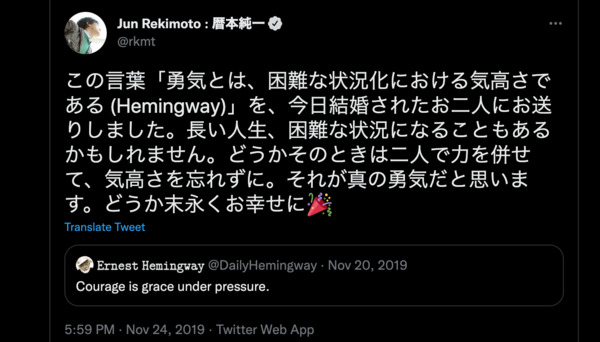 Jun Rekimoto : 暦本純一
@rkmt
この言葉「勇気とは、困難な状況化における気高さで
ある (Hemingway)」を、今日結婚されたお二人にお送
りしました。長い人生、困難な状況になることもある
かもしれません。どうかそのときは二人で力を併せ
て、気高さを忘れずに。それが真の勇気だと思いま
す。どうか末永くお幸せに🎉
Translate Tweet
Ernest Hemingway @DailyHemingway · Nov 20, 2019
Courage is grace under pressure.
5:59 PM · Nov 24, 2019 · Twitter Web App